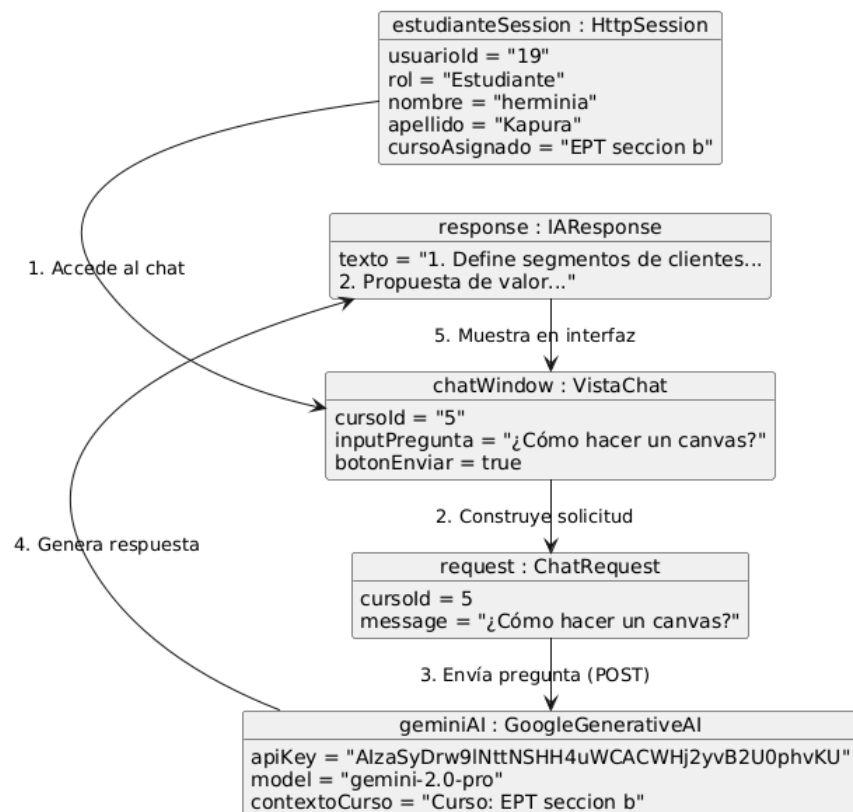 estudianteSession : HttpSession
usuarioId = "19"
rol = "Estudiante"
nombre = "herminia"
apellido = "Kapura"
cursoAsignado = "EPT seccion b"
response : IAResponse
1. Accede al chat
texto = "1. Define segmentos de clientes...
2. Propuesta de valor..."
5. Muestra en interfaz
chatWindow : VistaChat
cursoId = "5"
inputPregunta = "¿Cómo hacer un canvas?"
botonEnviar = true
2. Construye solicitud
4. Genera respuesta
request : ChatRequest
cursoId = 5
message = "¿Cómo hacer un canvas?"
3. Envía pregunta (POST)
geminiAI : GoogleGenerativeAI
apiKey = "AIzaSyDrw9lNttNSHH4uWCACWHj2yvB2U0phvKU"
model = "gemini-2.0-pro"
contextoCurso = "Curso: EPT seccion b"